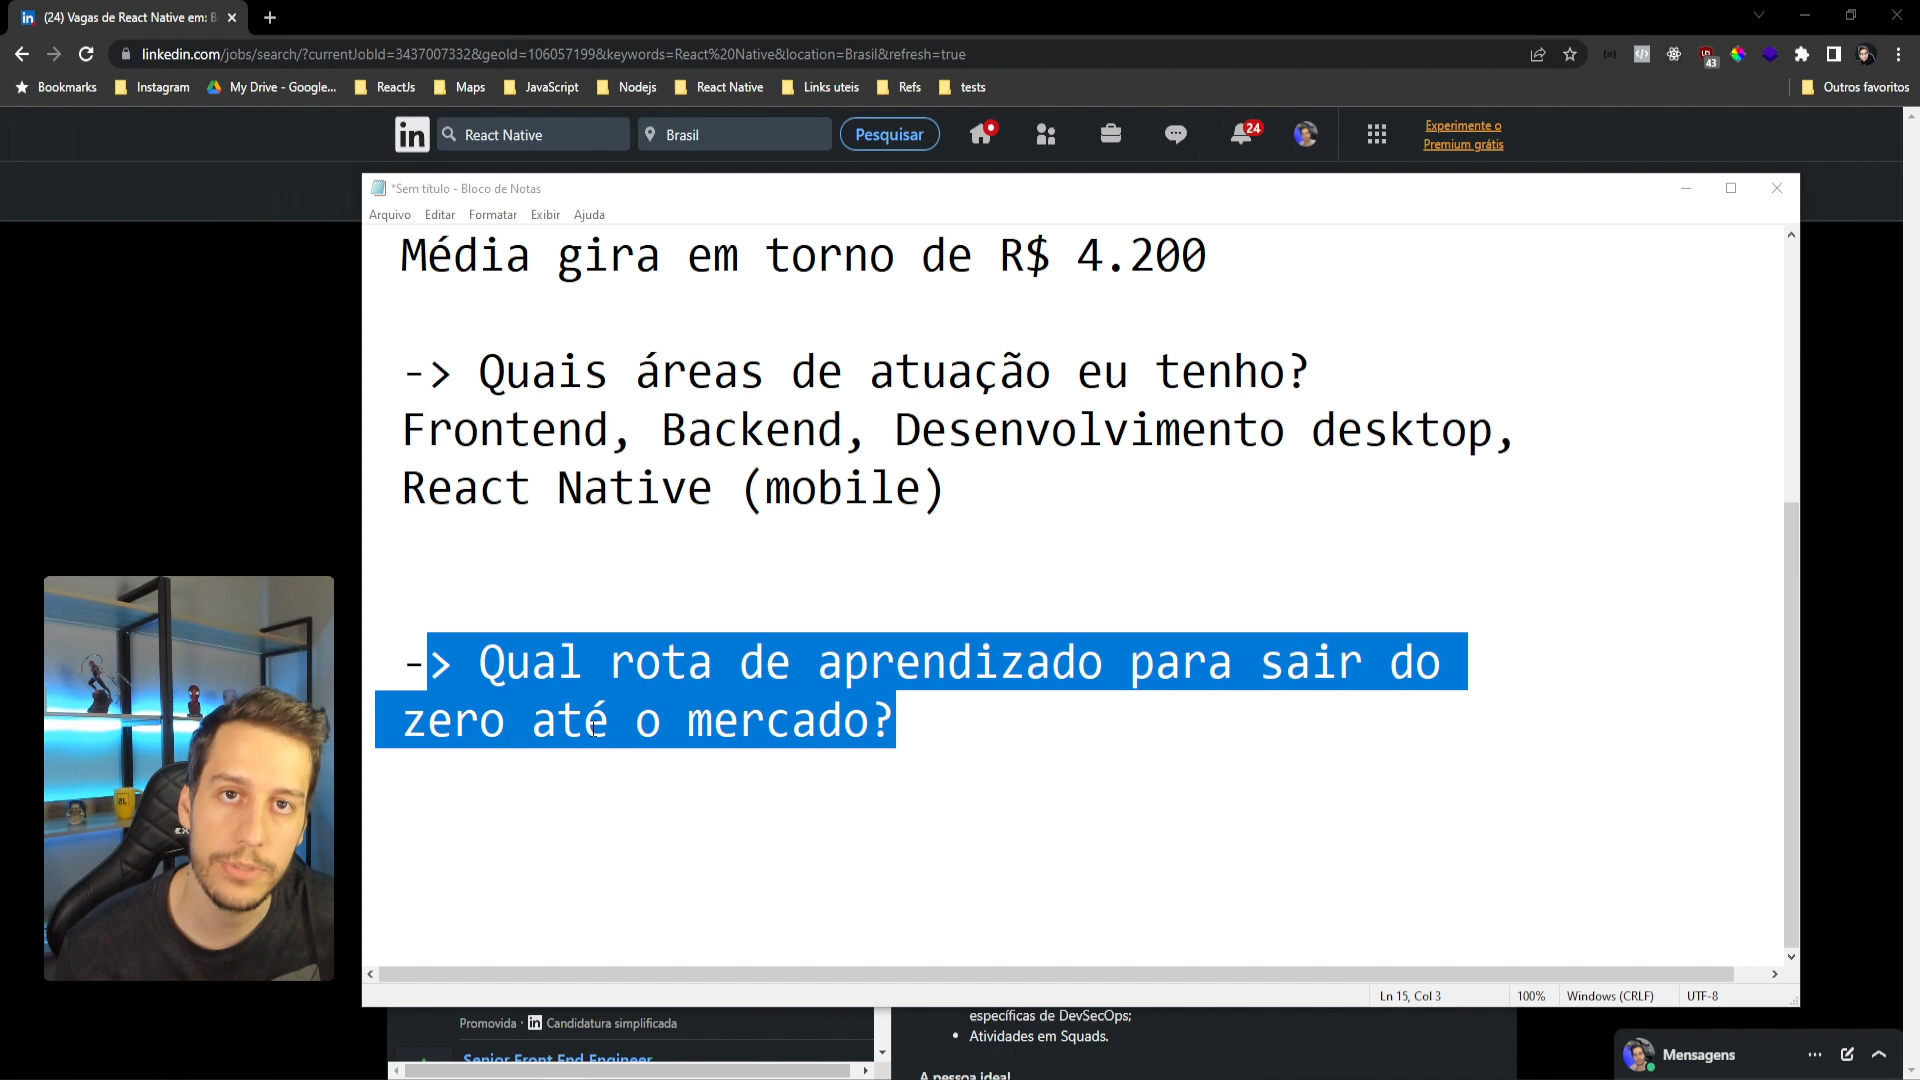 (24) Vagas de React Native em: B
linkedin.com/jobs/search/?currentJobId=3437007332&geoId=106057199&keywords=React%20Native&location=Brasil&refresh=true
43
Bookmarks Instagram My Drive - Google... ReactJs Maps JavaScript Nodejs React Native Links uteis Refs tests Outros favoritos
in React Native Brasil Pesquisar 24 Experimente o
Premium grátis
*Sem título - Bloco de Notas
Arquivo Editar Formatar Exibir Ajuda
Média gira em torno de R$ 4.200
-> Quais áreas de atuação eu tenho?
Frontend, Backend, Desenvolvimento desktop,
React Native (mobile)
-> Qual rota de aprendizado para sair do
zero até o mercado?
Ln 15, Col 3 100% Windows (CRLF) UTF-8
Promovida · in Candidatura simplificada
Senior Front End Engineer
específicas de DevSecOps;
• Atividades em Squads.
A pessoa ideal
Mensagens